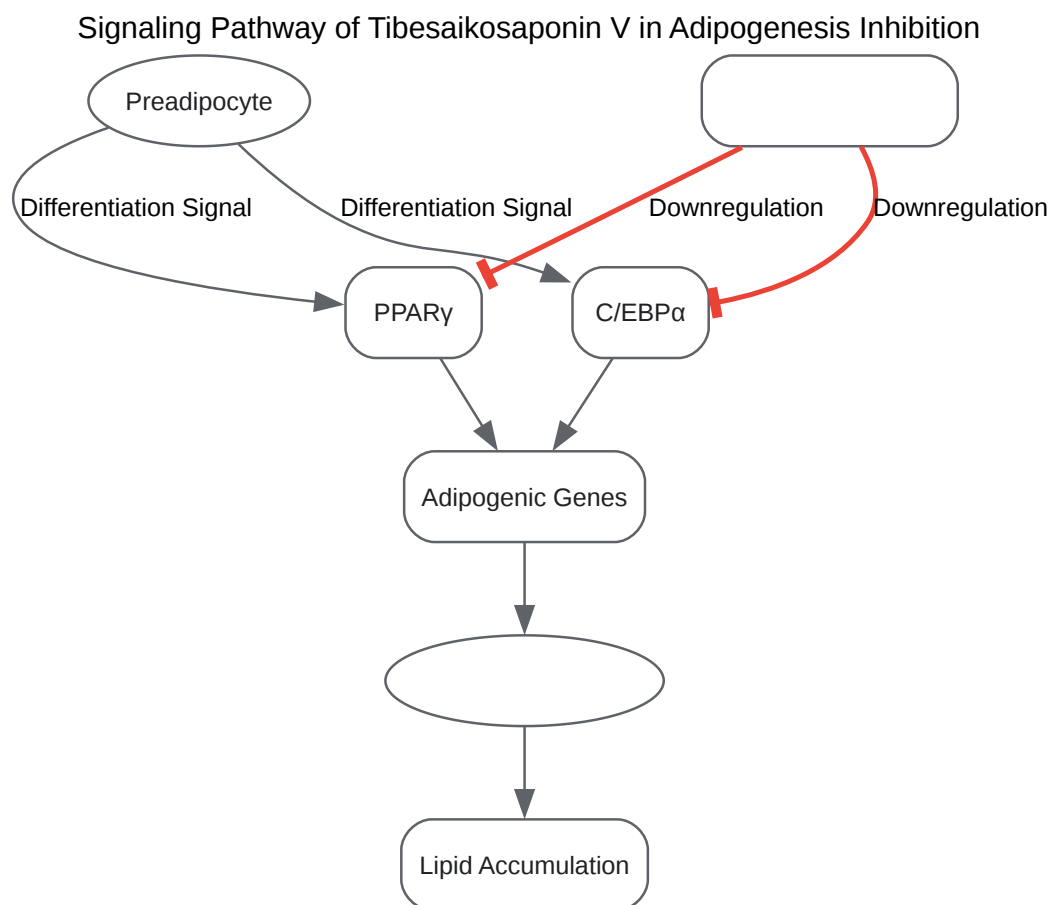 Signaling Pathway of Tibesaikosaponin V in Adipogenesis Inhibition
Preadipocyte
Differentiation Signal
Differentiation Signal
Downregulation
Downregulation
PPARγ
C/EBPα
Adipogenic Genes
Lipid Accumulation